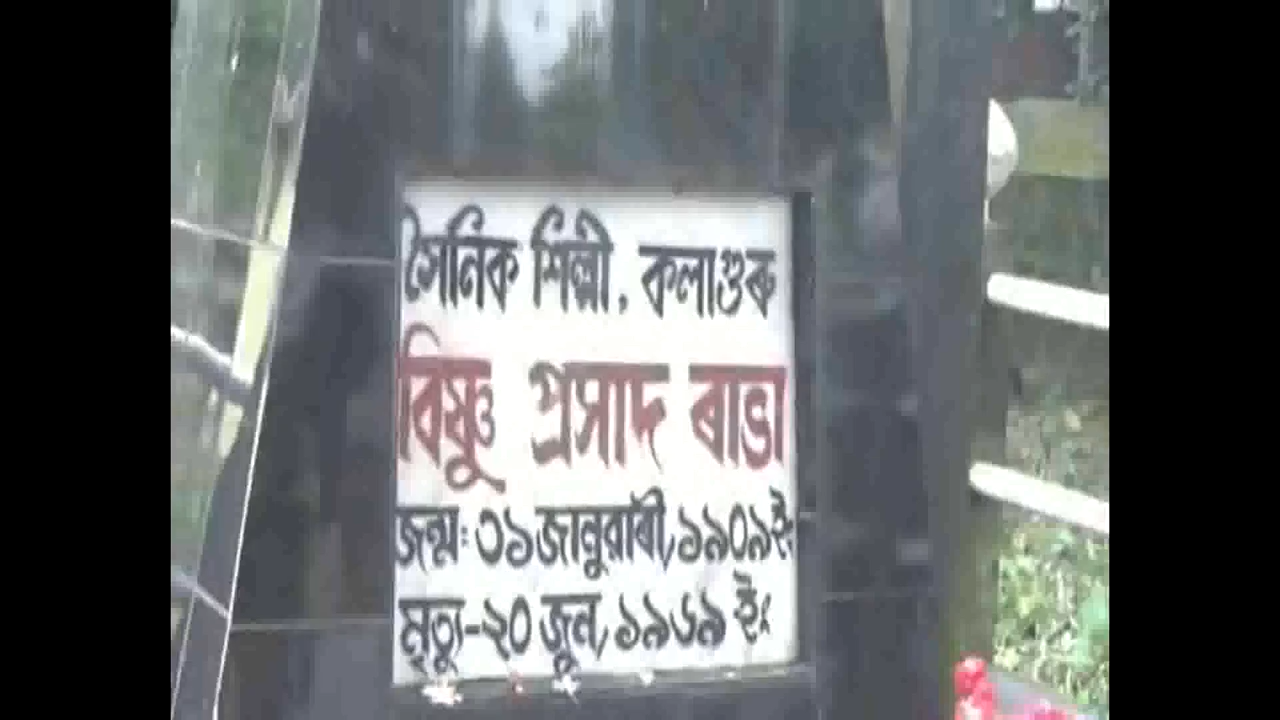 সৈনিক শিল্পী, কলাগুৰু
বিষ্ণু প্ৰসাদ ৰাভা
জন্মঃ ৩১ জানুৱাৰী, ১৯০৯ ইং
মৃত্যু-২০ জুন, ১৯৬৯ ইং